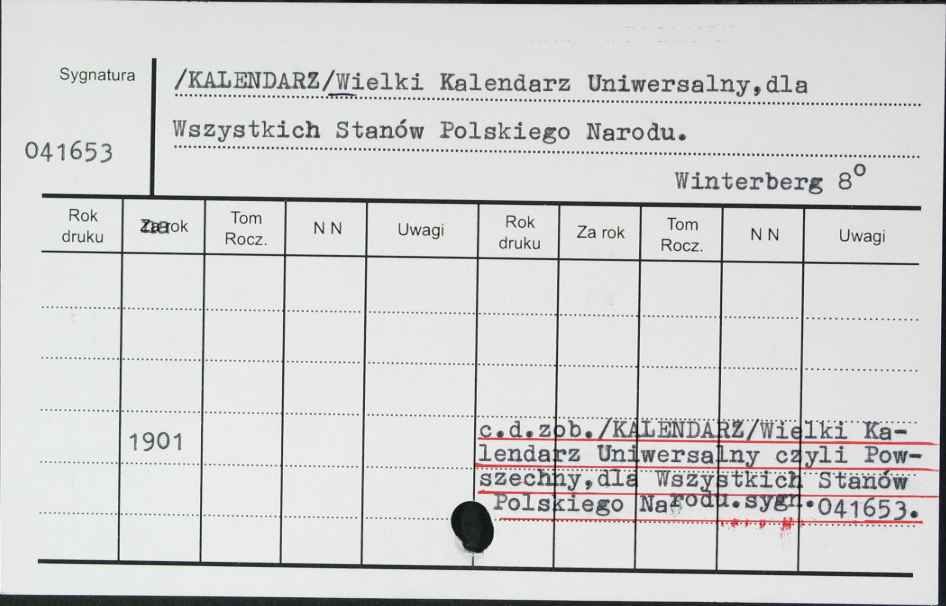 Sygnatura
/KALENDARZ/Wielki Kalendarz Uniwersalny,dla
Wszystkich Stanów Polskiego Narodu.
041653
Winterberg 8°
Rok druku
Za rok
Tom Rocz.
N N
Uwagi
Rok druku
Za rok
Tom Rocz.
N N
Uwagi
1901
c.d.zob./KALENDARZ/Wielki Ka-
lendarz Uniwersalny czyli Pow-
szechny,dla Wszystkich Stanów
Polskiego Narodu.sygn.041653.